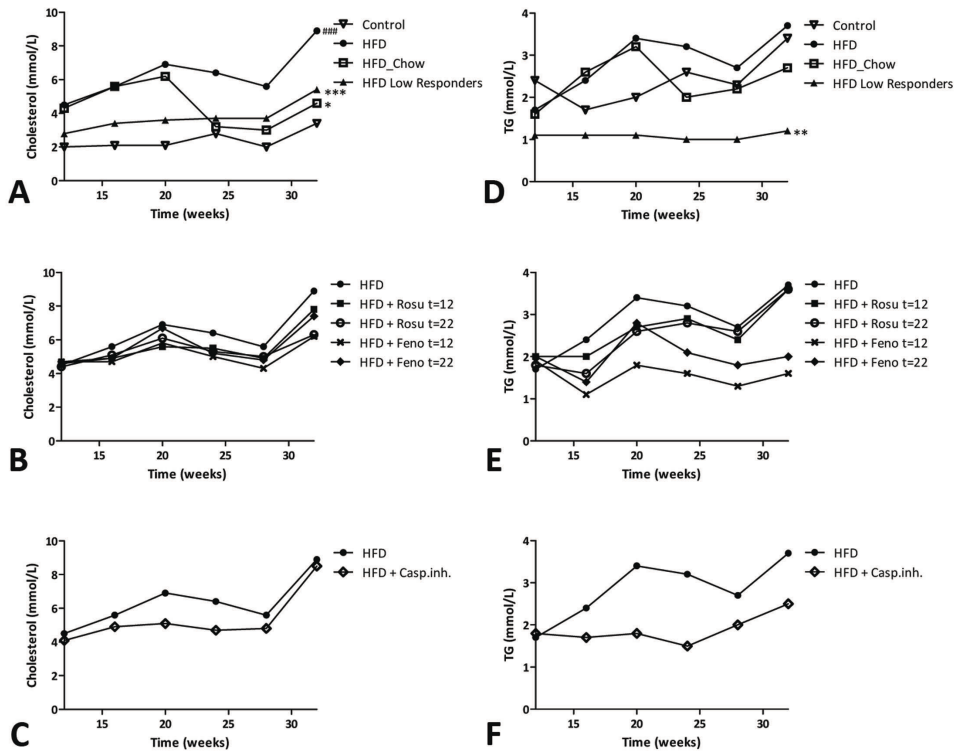 Cholesterol (mmol/L)
10
8
6
4
2
0
15
20
25
30
Time (weeks)
###
***
*
Control
HFD
HFD_Chow
HFD Low Responders
A
TG (mmol/L)
4
3
2
1
0
15
20
25
30
Time (weeks)
**
Control
HFD
HFD_Chow
HFD Low Responders
D
Cholesterol (mmol/L)
10
8
6
4
2
0
15
20
25
30
Time (weeks)
HFD
HFD + Rosu t=12
HFD + Rosu t=22
HFD + Feno t=12
HFD + Feno t=22
B
TG (mmol/L)
4
3
2
1
0
15
20
25
30
Time (weeks)
HFD
HFD + Rosu t=12
HFD + Rosu t=22
HFD + Feno t=12
HFD + Feno t=22
E
Cholesterol (mmol/L)
10
8
6
4
2
0
15
20
25
30
Time (weeks)
HFD
HFD + Casp.inh.
C
TG (mmol/L)
4
3
2
1
0
15
20
25
30
Time (weeks)
HFD
HFD + Casp.inh.
F